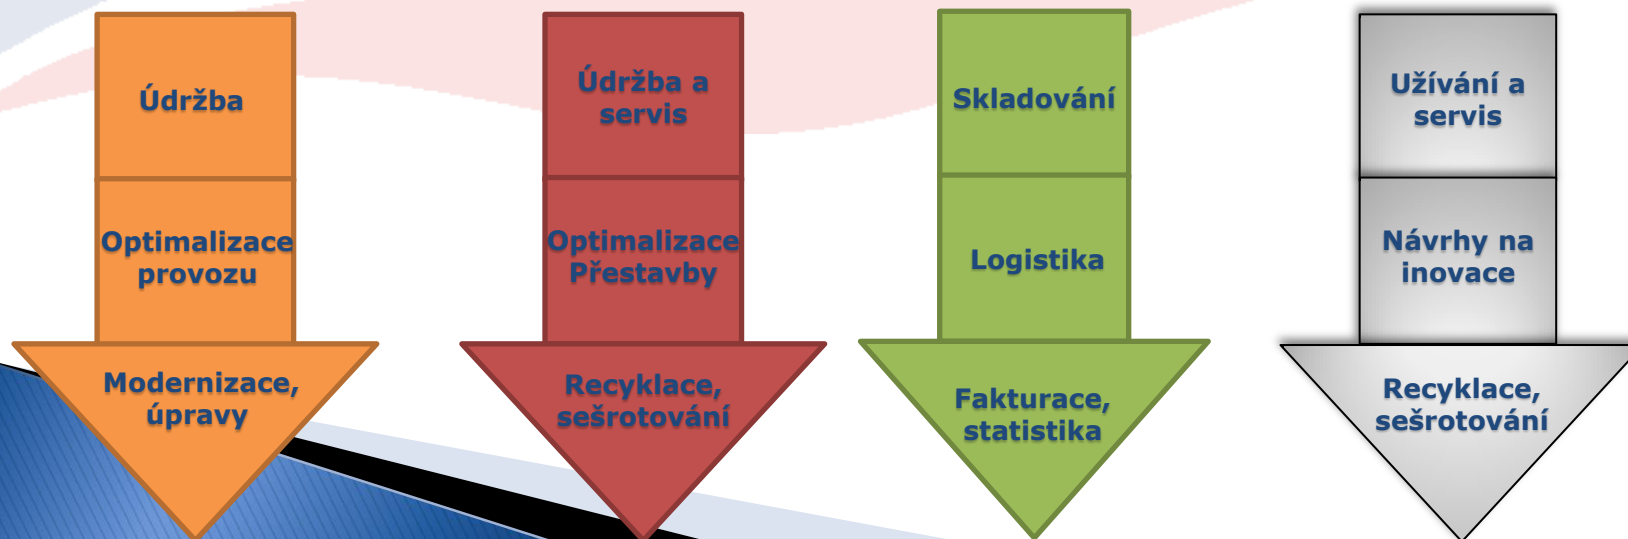 Údržba
Optimalizace
provozu
Modernizace,
úpravy
Údržba a
servis
Optimalizace
Přestavby
Recyklace,
sešrotování
Skladování
Logistika
Fakturace,
statistika
Užívání a
servis
Návrhy na
inovace
Recyklace,
sešrotování